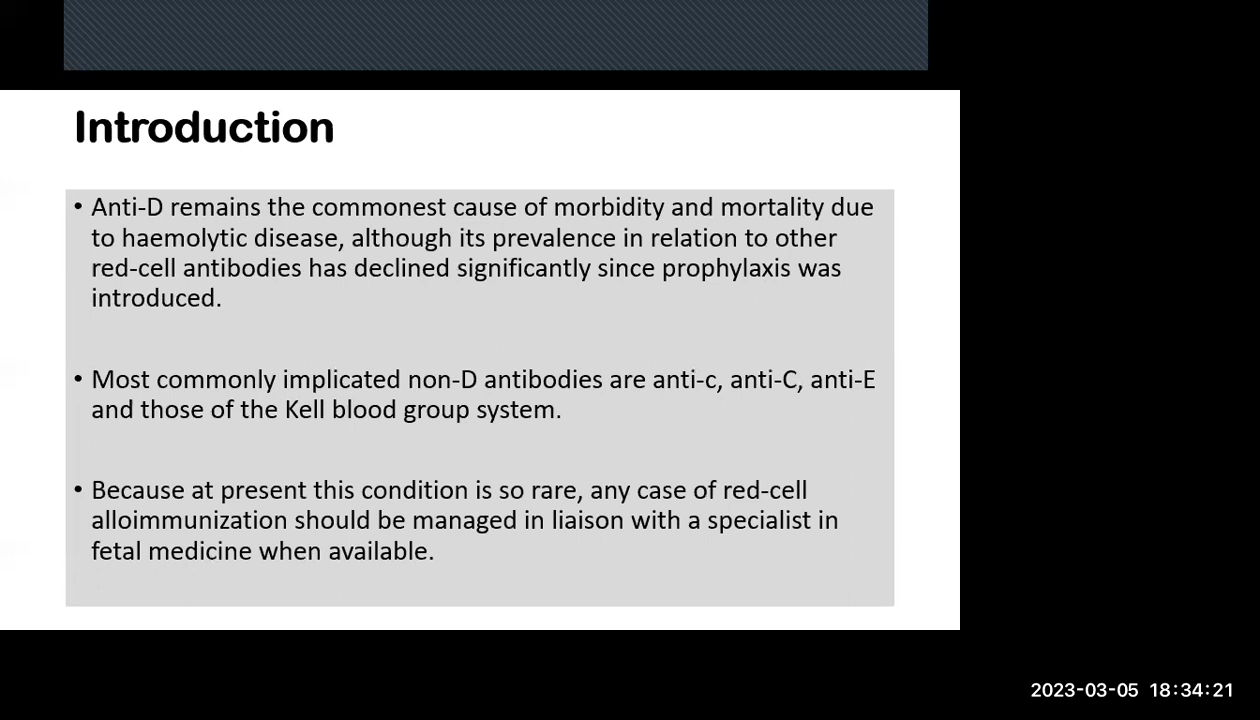 Introduction
• Anti-D remains the commonest cause of morbidity and mortality due
to haemolytic disease, although its prevalence in relation to other
red-cell antibodies has declined significantly since prophylaxis was
introduced.
• Most commonly implicated non-D antibodies are anti-c, anti-C, anti-E
and those of the Kell blood group system.
• Because at present this condition is so rare, any case of red-cell
alloimmunization should be managed in liaison with a specialist in
fetal medicine when available.
2023-03-05 18:34:21